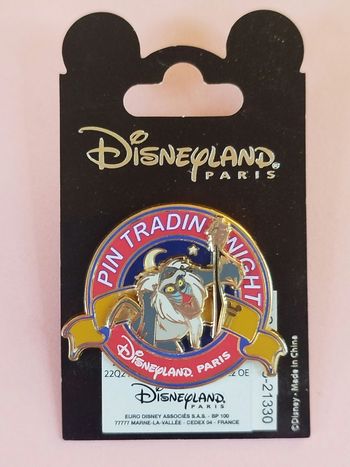 DISNEYLAND®
PARIS
PIN TRADIN' NIGHT
DISNEYLAND. PARIS
DISNEYLAND
PARIS
EURO DISNEY ASSOCIÉS S.A.S. - BP 100
77777 MARNE-LA-VALLÉE - CEDEX 04 - FRANCE
-21330
©Disney - Made in China